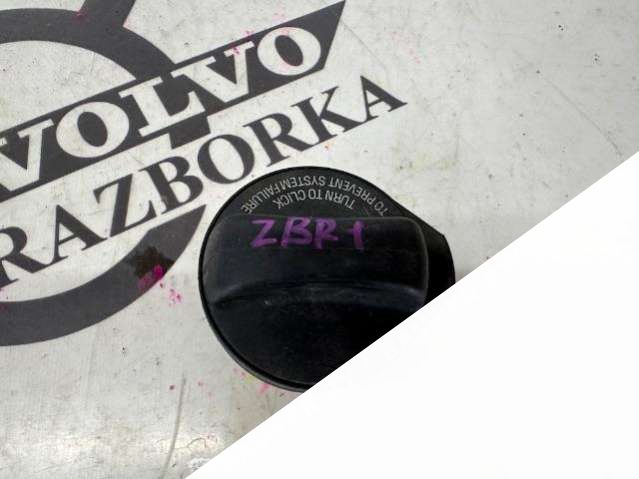 VOLVO
RAZBORKA
TURN TO CLICK
TO PREVENT SYSTEM FAILURE
ZBR1